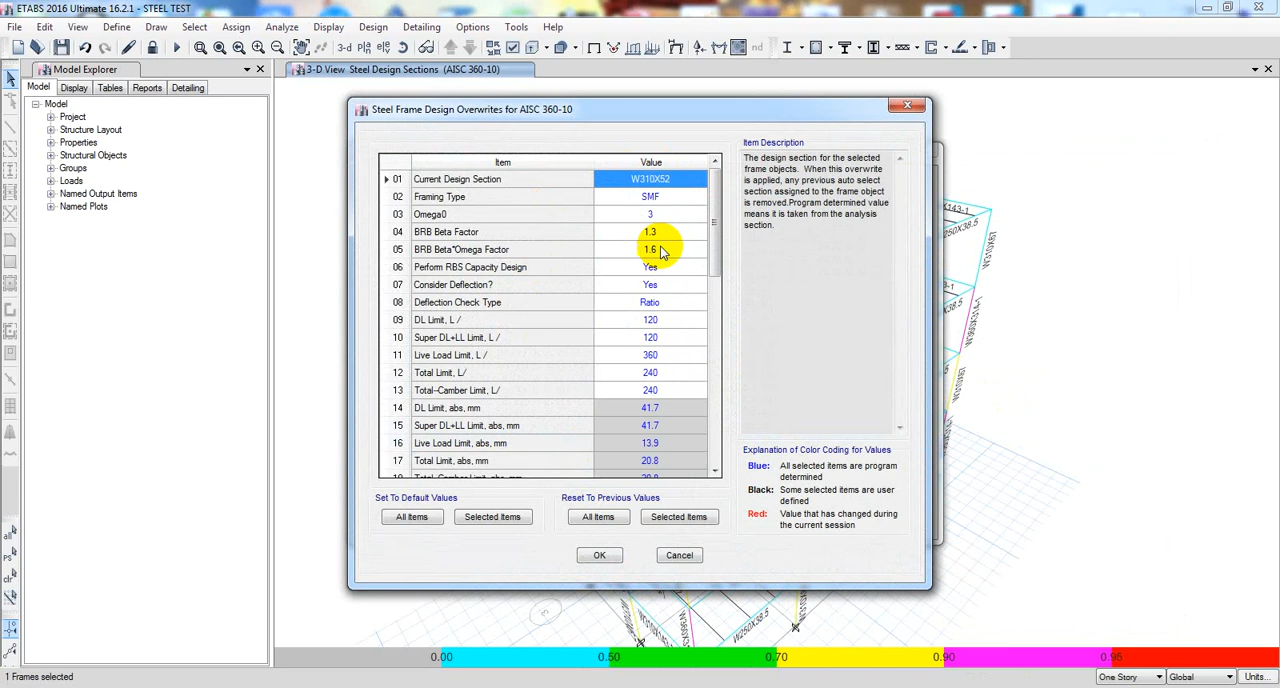 ETABS 2016 Ultimate 16.2.1 - STEEL TEST
File Edit View Define Draw Select Assign Analyze Display Design Detailing Options Tools Help
3-d nd
Model Explorer
3-D View Steel Design Sections (AISC 360-10)
Model Display Tables Reports Detailing
Model
Project
Structure Layout
Properties
Structural Objects
Groups
Loads
Named Output Items
Named Plots
Steel Frame Design Overwrites for AISC 360-10
Item Value
01 Current Design Section W310X52
02 Framing Type SMF
03 Omega0 3
04 BRB Beta Factor 1.3
05 BRB Beta*Omega Factor 1.6
06 Perform RBS Capacity Design Yes
07 Consider Deflection? Yes
08 Deflection Check Type Ratio
09 DL Limit, L / 120
10 Super DL+LL Limit, L / 120
11 Live Load Limit, L / 360
12 Total Limit, L/ 240
13 Total--Camber Limit, L/ 240
14 DL Limit, abs, mm 41.7
15 Super DL+LL Limit, abs, mm 41.7
16 Live Load Limit, abs, mm 13.9
17 Total Limit, abs, mm 20.8
Item Description
The design section for the selected
frame objects. When this overwrite
is applied, any previous auto select
section assigned to the frame object
is removed.Program determined value
means it is taken from the analysis
section.
Explanation of Color Coding for Values
Blue: All selected items are program
determined
Black: Some selected items are user
defined
Red: Value that has changed during
the current session
Set To Default Values
All Items Selected Items
Reset To Previous Values
All Items Selected Items
OK Cancel
W250X38.5
0.00 0.50 0.70 0.90 0.95
1 Frames selected
One Story Global Units...